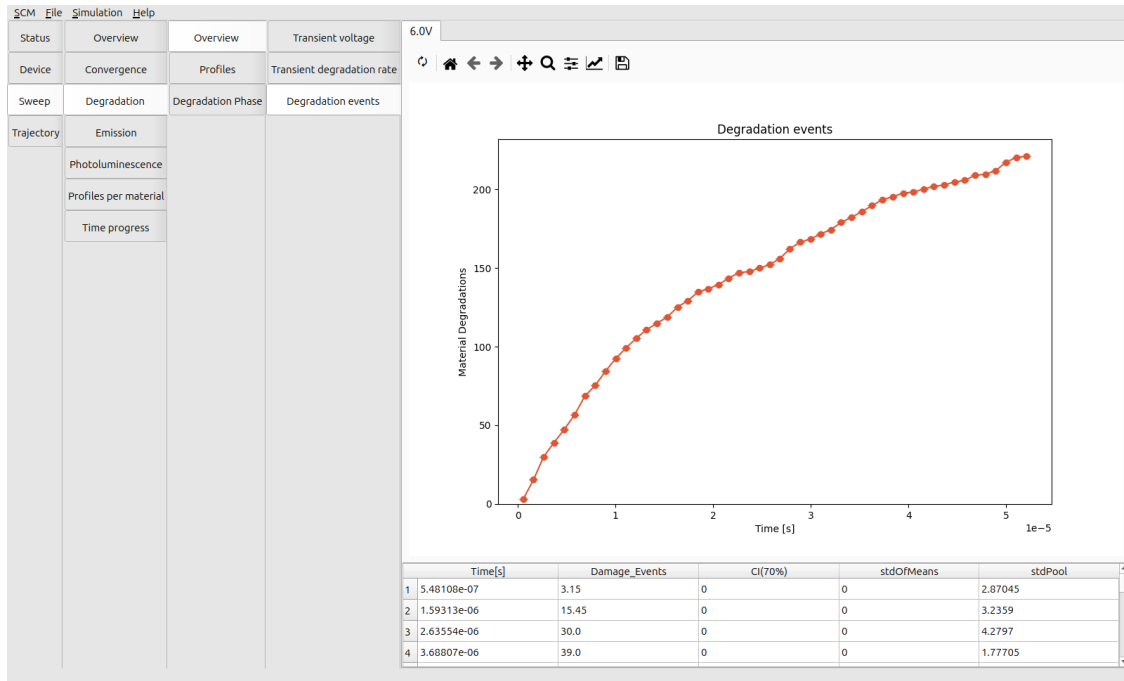 SCM File Simulation Help
Status Overview Overview Transient voltage 6.0V
Device Convergence Profiles Transient degradation rate
Sweep Degradation Degradation Phase Degradation events
Trajectory Emission
Photoluminescence
Profiles per material
Time progress
Degradation events
Material Degradations
200
150
100
50
0
0 1 2 3 4 5
Time [s]
1e−5
Time[s] Damage_Events CI(70%) stdOfMeans stdPool
1 5.48108e-07 3.15 0 0 2.87045
2 1.59313e-06 15.45 0 0 3.2359
3 2.63554e-06 30.0 0 0 4.2797
4 3.68807e-06 39.0 0 0 1.77705